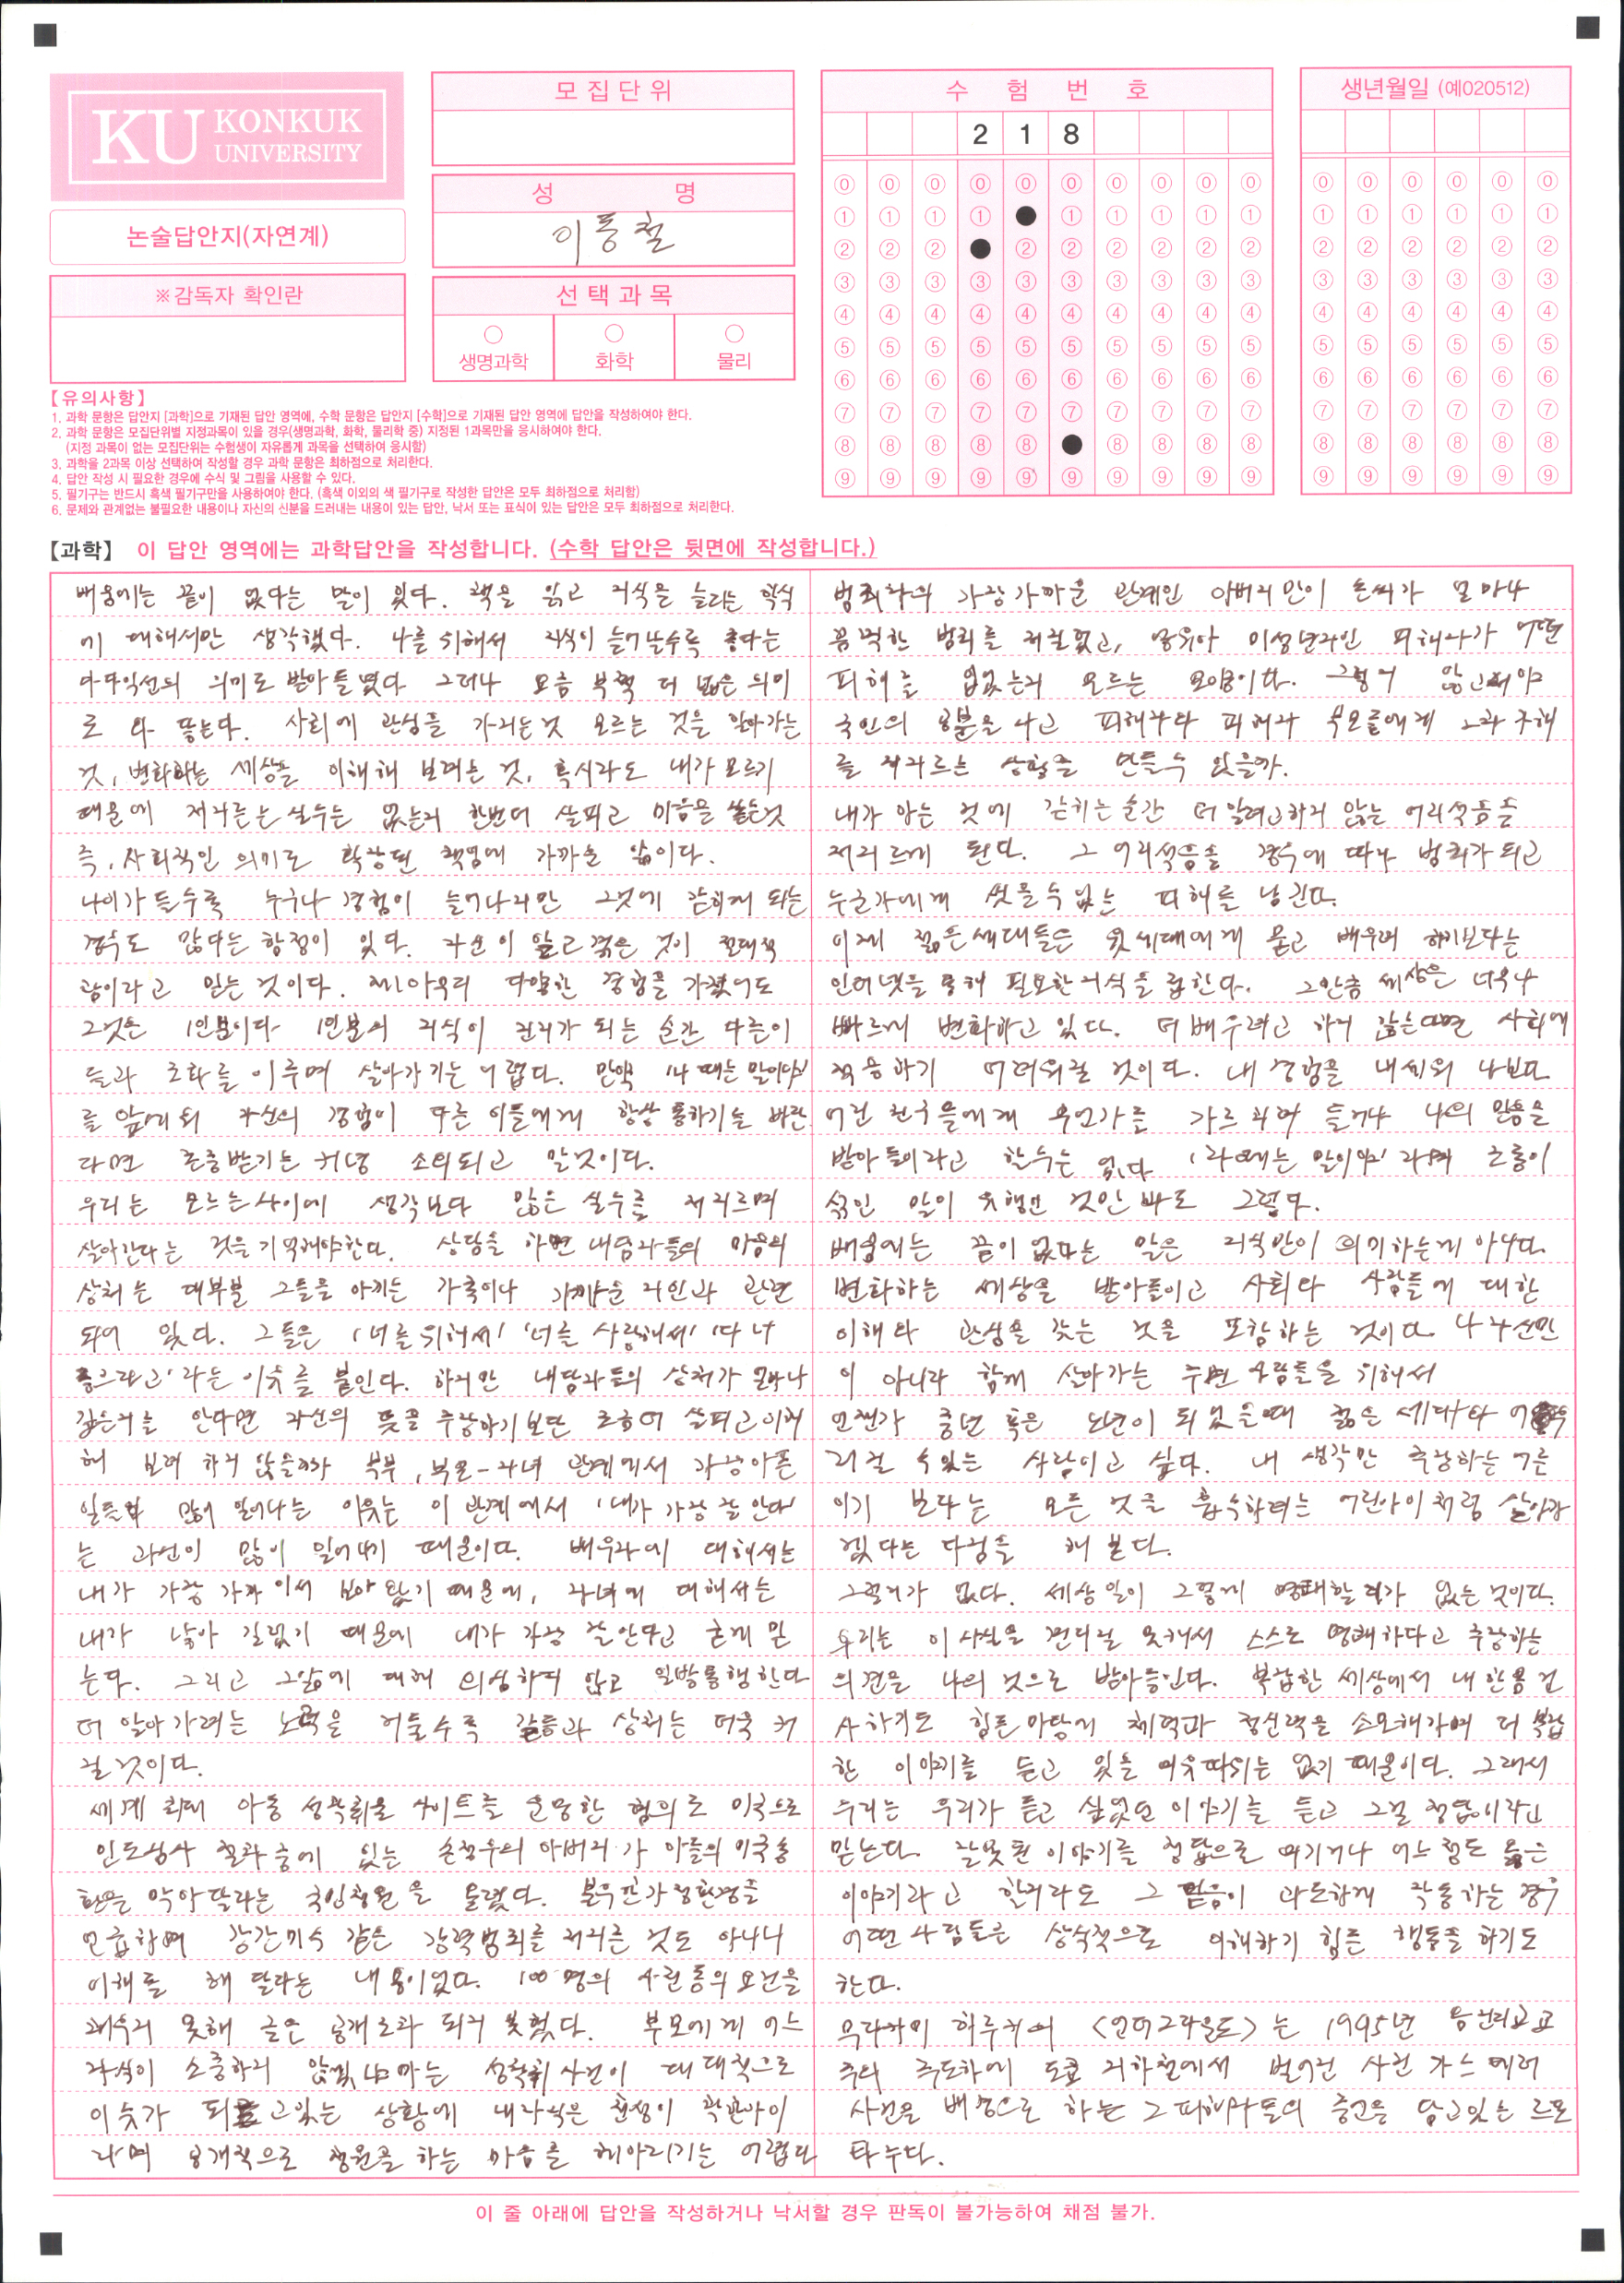 KU KONKUK
UNIVERSITY
논술답안지(자연계)
※감독자 확인란
모집단위
성 명
이동철
선택과목
생명과학 화학 물리
수 험 번 호
2 1 8
생년월일 (예020512)
【유의사항】
1. 과학 문항은 답안지 [과학]으로 기재된 답안 영역에, 수학 문항은 답안지 [수학]으로 기재된 답안 영역에 답안을 작성하여야 한다.
2. 과학 문항은 모집단위별 지정과목이 있을 경우(생명과학, 화학, 물리학 중) 지정된 1과목만을 응시하여야 한다.
(지정 과목이 없는 모집단위는 수험생이 자유롭게 과목을 선택하여 응시함)
3. 과학을 2과목 이상 선택하여 작성할 경우 과학 문항은 최하점으로 처리한다.
4. 답안 작성 시 필요한 경우에 수식 및 그림을 사용할 수 있다.
5. 필기구는 반드시 흑색 필기구만을 사용하여야 한다. (흑색 이외의 색 필기구로 작성한 답안은 모두 최하점으로 처리함)
6. 문제와 관계없는 불필요한 내용이나 자신의 신분을 드러내는 내용이 있는 답안, 낙서 또는 표식이 있는 답안은 모두 최하점으로 처리한다.
【과학】 이 답안 영역에는 과학답안을 작성합니다. (수학 답안은 뒷면에 작성합니다.)
배움에는 끝이 없다는 말이 있다. 책을 읽고 지식을 늘리는 학식
에 대해서만 생각했다. 나를 위해서 지식이 늘어날수록 좋다는
다다익선의 의미로 받아들였다 그러나 요즘 부쩍 더 넓은 의미
로 와 닿는다. 사회에 관심을 가지는것 모르는 것을 알아가는
것, 변화하는 세상을 이해해 보려는 것, 혹시라도 내가 모르기
때문에 저지르는 실수는 없는지 한번더 살피고 마음을 쓰는것
즉, 사회적인 의미로 확장된 책임에 가까운 앎이다.
나이가 들수록 누구나 경험이 늘어나지만 그것에 갇히게 되는
경우도 많다는 함정이 있다. 자신이 알고 겪은 것이 절대적
앎이라고 믿는 것이다. 제아무리 다양한 경험을 가졌어도
그것은 1인분이다 1인분의 지식이 진리가 되는 순간 다른이
들과 조화를 이루며 살아가기는 어렵다. 만약 '나 때는 말이야'
를 앞세워 자신의 경험이 다른 이들에게 항상 통하기를 바란
다면 존중받기는 커녕 소외되고 말것이다.
우리는 모르는사이에 생각보다 많은 실수를 저지르며
살아간다는 것을 기억해야한다. 상담을 하면 내담자들의 마음의
상처는 대부분 그들을 아끼는 가족이나 가까운 지인과 관련
되어 있다. 그들은 '너를 위해서' '너를 사랑해서' '다 너
좋으라고' 라는 이유를 붙인다. 하지만 내담자들의 상처가 얼마나
깊은지를 안다면 자신의 뜻을 주장하기 보단 조금더 살피고 이해
해 보려 하지 않을까 부부, 부모-자녀 관계에서 가장아픈
일들이 많이 일어나는 이유는 이 관계에서 '내가 가장 잘 안다'
는 과신이 많이 일어나기 때문이다. 배우자에 대해서는
내가 가장 가까이서 보아 왔기 때문에, 자녀에 대해서는
내가 낳아 길렀기 때문에 내가 가장 잘안다고 굳게 믿
는다. 그리고 그앎에 대해 의심하지 않고 일방통행한다
더 알아가려는 노력을 거둘수록 갈등과 상처는 더욱 커
질것이다.
세계 최대 아동 성착취물 사이트를 운영한 혐의로 미국으로
인도심사 결과 중에 있는 손정우의 아버지가 아들의 미국송
환을 막아달라는 국민청원을 올렸다. 불우한가정환경을
언급하며 강간미수 같은 강력범죄를 저지른 것도 아니니
이해를 해 달라는 내용이었다. 100명의 사전동의 요건을
채우지 못해 글은 공개조차 되지 못했다. 부모에게 어느
자식이 소중하지 않겠냐마는 성착취사건이 대대적으로
이슈가 되고있는 상황에 내자식은 천성이 착한아이
라며 공개적으로 청원을 하는 마음을 헤아리기는 어렵다
범죄자의 가장가까운 관계인 아버지만이 손씨가 얼마나
끔찍한 범죄를 저질렀고, 영유아 미성년자인 피해자가 어떤
피해를 입었는지 모르는 모양이다. 그렇지 않고서야
국민의 공분을 사고 피해자나 피해자 부모들에게 2차가해
를 저지르는 상황을 만들수 있을까.
내가 아는 것에 갇히는 순간 더 알려고하지 않는 어리석음을
저지르게 된다. 그 어리석음은 경우에 따라 범죄가 되고
누군가에게 씻을수 없는 피해를 남긴다.
이제 젊은세대들은 윗세대에게 묻고 배우려 하기보다는
인터넷을 통해 필요한 지식을 접한다. 그만큼 세상은 너무나
빠르게 변화하고 있다. 더 배우려고 하지 않는다면 사회에
적응하기 어려워질 것이다. 내 경험을 내세워 나보다
어린 친구들에게 무언가를 가르치려 들거나 나의 믿음을
받아들이라고 할수는 없다 '라떼는 말이야' 라며 조롱이
섞인 말이 유행인 것만 봐도 그렇다.
배움에는 끝이 없다는 말은 지식만이 의미하는게 아니다
변화하는 세상을 받아들이고 사회와 사람들에 대한
이해와 관심을 갖는 것을 포함하는 것이다 나 자신만
이 아니라 함께 살아가는 주변 사람들을 위해서
언젠가 중년 혹은 노년이 되었을때 젊은 세대와 어우
러질 수있는 사람이고 싶다. 내 생각만 주장하는 어른
이기 보다는 모든 것을 흡수하려는 어린아이처럼 살아가
겠다는 다짐을 해 본다.
그럴리가 없다. 세상일이 그렇게 명쾌할리가 없는 것이다.
우리는 이 사실을 견디질 못해서 스스로 명쾌하다고 주장하는
의견을 나의 것으로 받아들인다. 복잡한 세상에서 내 한몸 건
사하기도 힘든 마당에 체력과 정신력을 소모해가며 더 복잡
한 이야기를 듣고 있을 여유따위는 없기 때문이다. 그래서
우리는 우리가 듣고 싶었던 이야기를 듣고 그걸 정답이라고
믿는다. 잘못된 이야기를 정답으로 여기거나 어느정도 옳은
이야기라고 할지라도 그 믿음이 과도하게 작동하는 경우
어떤 사람들은 상식적으로 이해하기 힘든 행동을 하기도
한다.
무라카미 하루키의 <언더그라운드>는 1995년 옴진리교 교
주의 주도하에 도쿄 지하철에서 벌어진 사린 가스 테러
사건을 배경으로 하는 그 피해자들의 증언을 담고있는 르포
타주다.
이 줄 아래에 답안을 작성하거나 낙서할 경우 판독이 불가능하여 채점 불가.